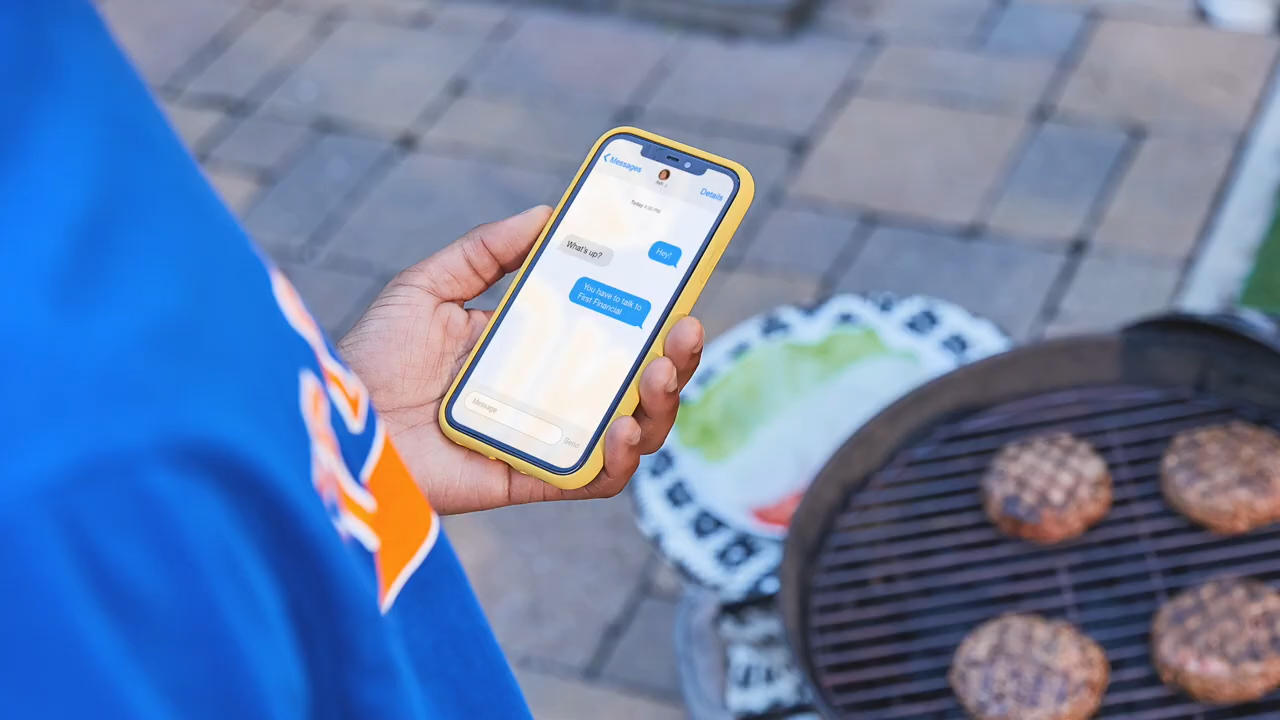 Messages
Details
Hey!
What's up?
You have to talk to
First Financial
Message
Send